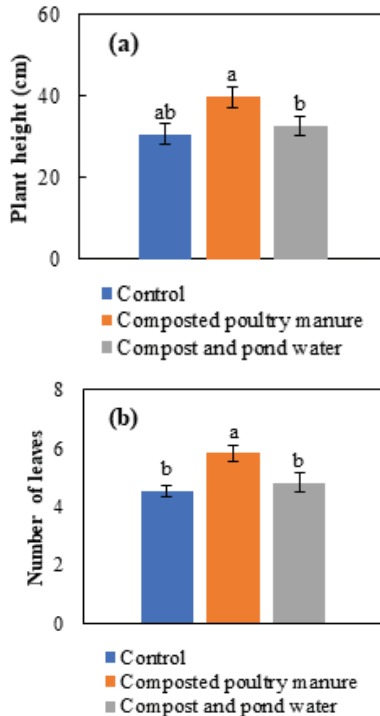 60
(a)
a
ab
b
40
20
0
Plant height (cm)
Control
Composted poultry manure
Compost and pond water
8
(b)
a
b
b
6
4
2
0
Number of leaves
Control
Composted poultry manure
Compost and pond water